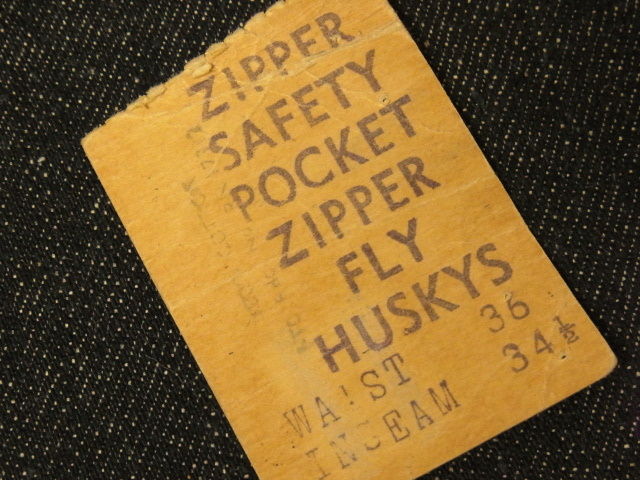 ZIPPER
SAFETY
POCKET
ZIPPER
FLY
HUSKYS
WAIST 36
INSEAM 34½